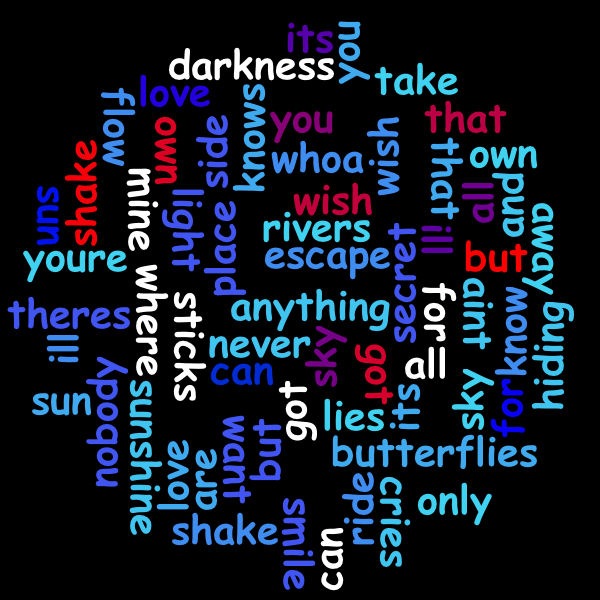 its
you
darkness
take
love
flow
knows
you
that
own
side
wish
whoa
own
shake
that
all
and
mine
light
wish
sun
place
rivers
ill
away
youre
escape
secret
but
where
sticks
anything
for
aint
know
hiding
theres
ill
never
sky
can
got
all
sky
for
sun
nobody
sunshine
got
lies
its
love
are
want
but
butterflies
shake
smile
can
ride
cries
only